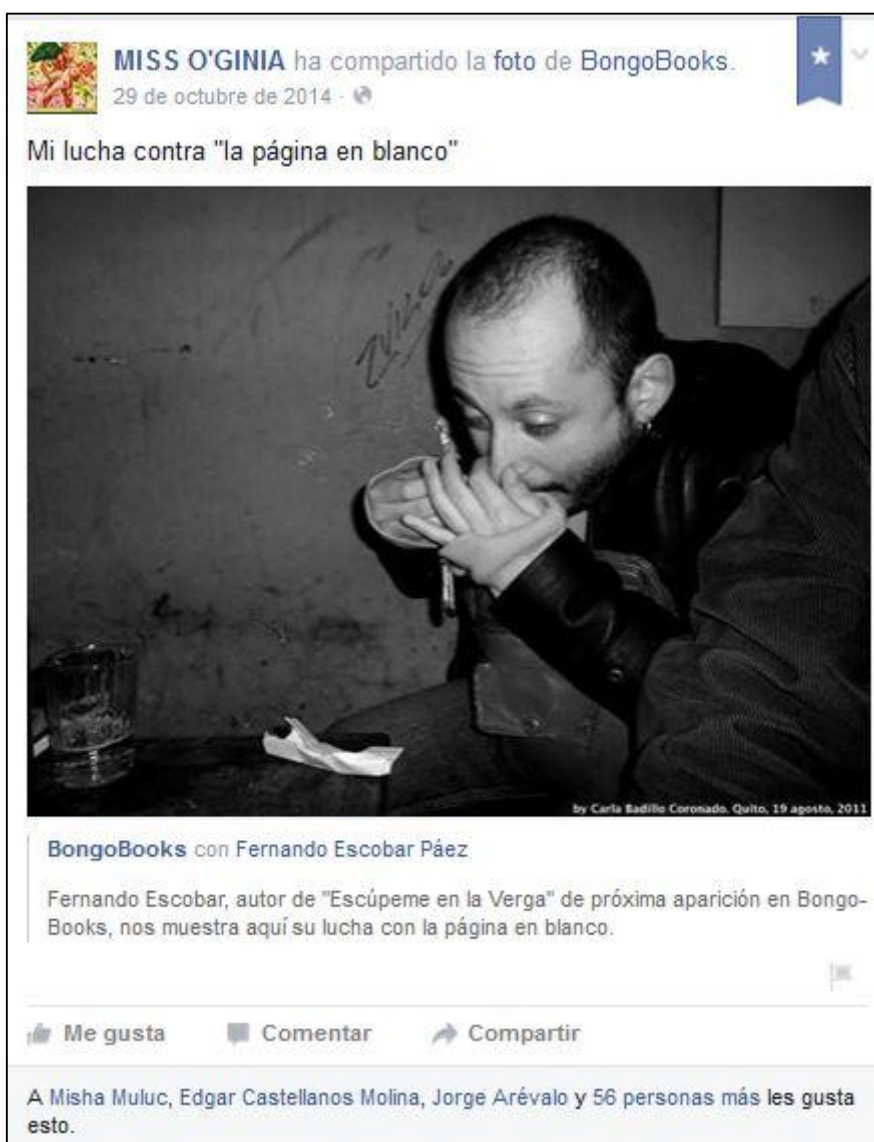 MISS O'GINIA ha compartido la foto de BongoBooks.
29 de octubre de 2014 ·
Mi lucha contra "la página en blanco"
by Carla Badillo Coronado. Quito, 19 agosto, 2011
BongoBooks con Fernando Escobar Páez
Fernando Escobar, autor de "Escúpeme en la Verga" de próxima aparición en Bongo-
Books, nos muestra aquí su lucha con la página en blanco.
Me gusta
Comentar
Compartir
A Misha Muluc, Edgar Castellanos Molina, Jorge Arévalo y 56 personas más les gusta
esto.